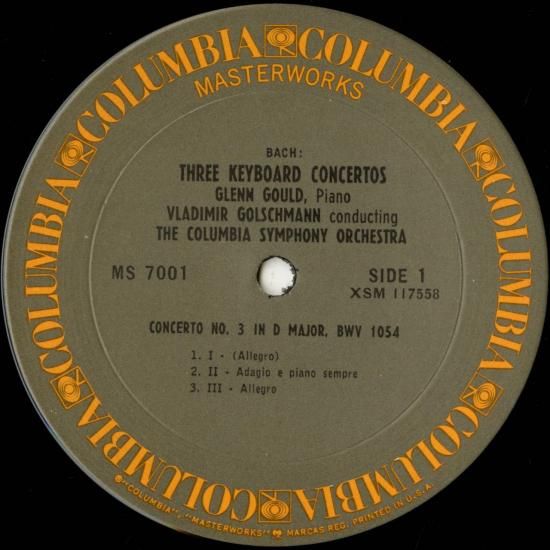 COLUMBIA COLUMBIA COLUMBIA COLUMBIA COLUMBIA COLUMBIA COLUMBIA COLUMBIA
MASTERWORKS
BACH:
THREE KEYBOARD CONCERTOS
GLENN GOULD, Piano
VLADIMIR GOLSCHMANN conducting
THE COLUMBIA SYMPHONY ORCHESTRA
MS 7001
SIDE 1
XSM 117558
CONCERTO NO. 3 IN D MAJOR, BWV 1054
1. I - (Allegro)
2. II - Adagio e piano sempre
3. III - Allegro
® "COLUMBIA", "MASTERWORKS" MARCAS REG. PRINTED IN U.S.A.